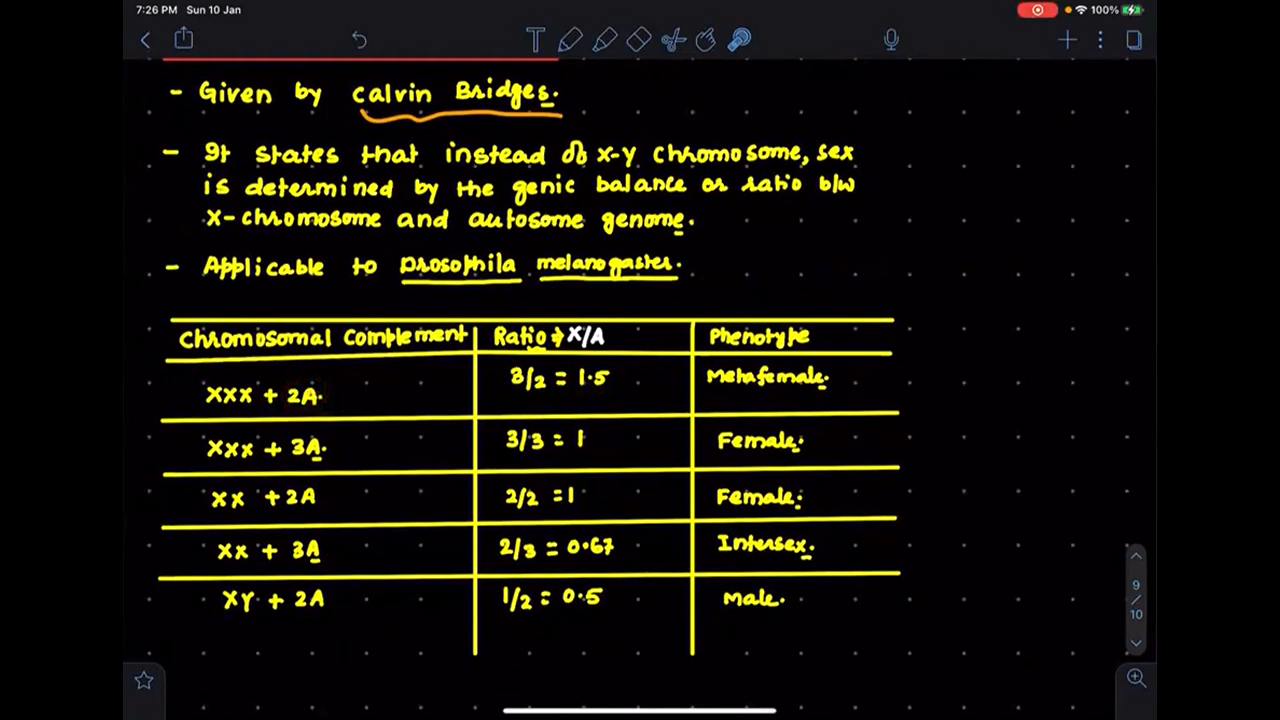 7:26 PM Sun 10 Jan
100%
- Given by Calvin Bridges.
- It states that instead of X-Y chromosome, sex
is determined by the genic balance or ratio b/w
X-chromosome and autosome genome.
- Applicable to Drosophila melanogaster.
Chromosomal Complement Ratio → X/A Phenotype
XXX + 2A. 3/2 = 1.5 Metafemale.
XXX + 3A. 3/3 = 1 Female.
XX + 2A 2/2 = 1 Female.
XX + 3A 2/3 = 0.67 Intersex.
XY + 2A 1/2 = 0.5 Male.
9
/
10